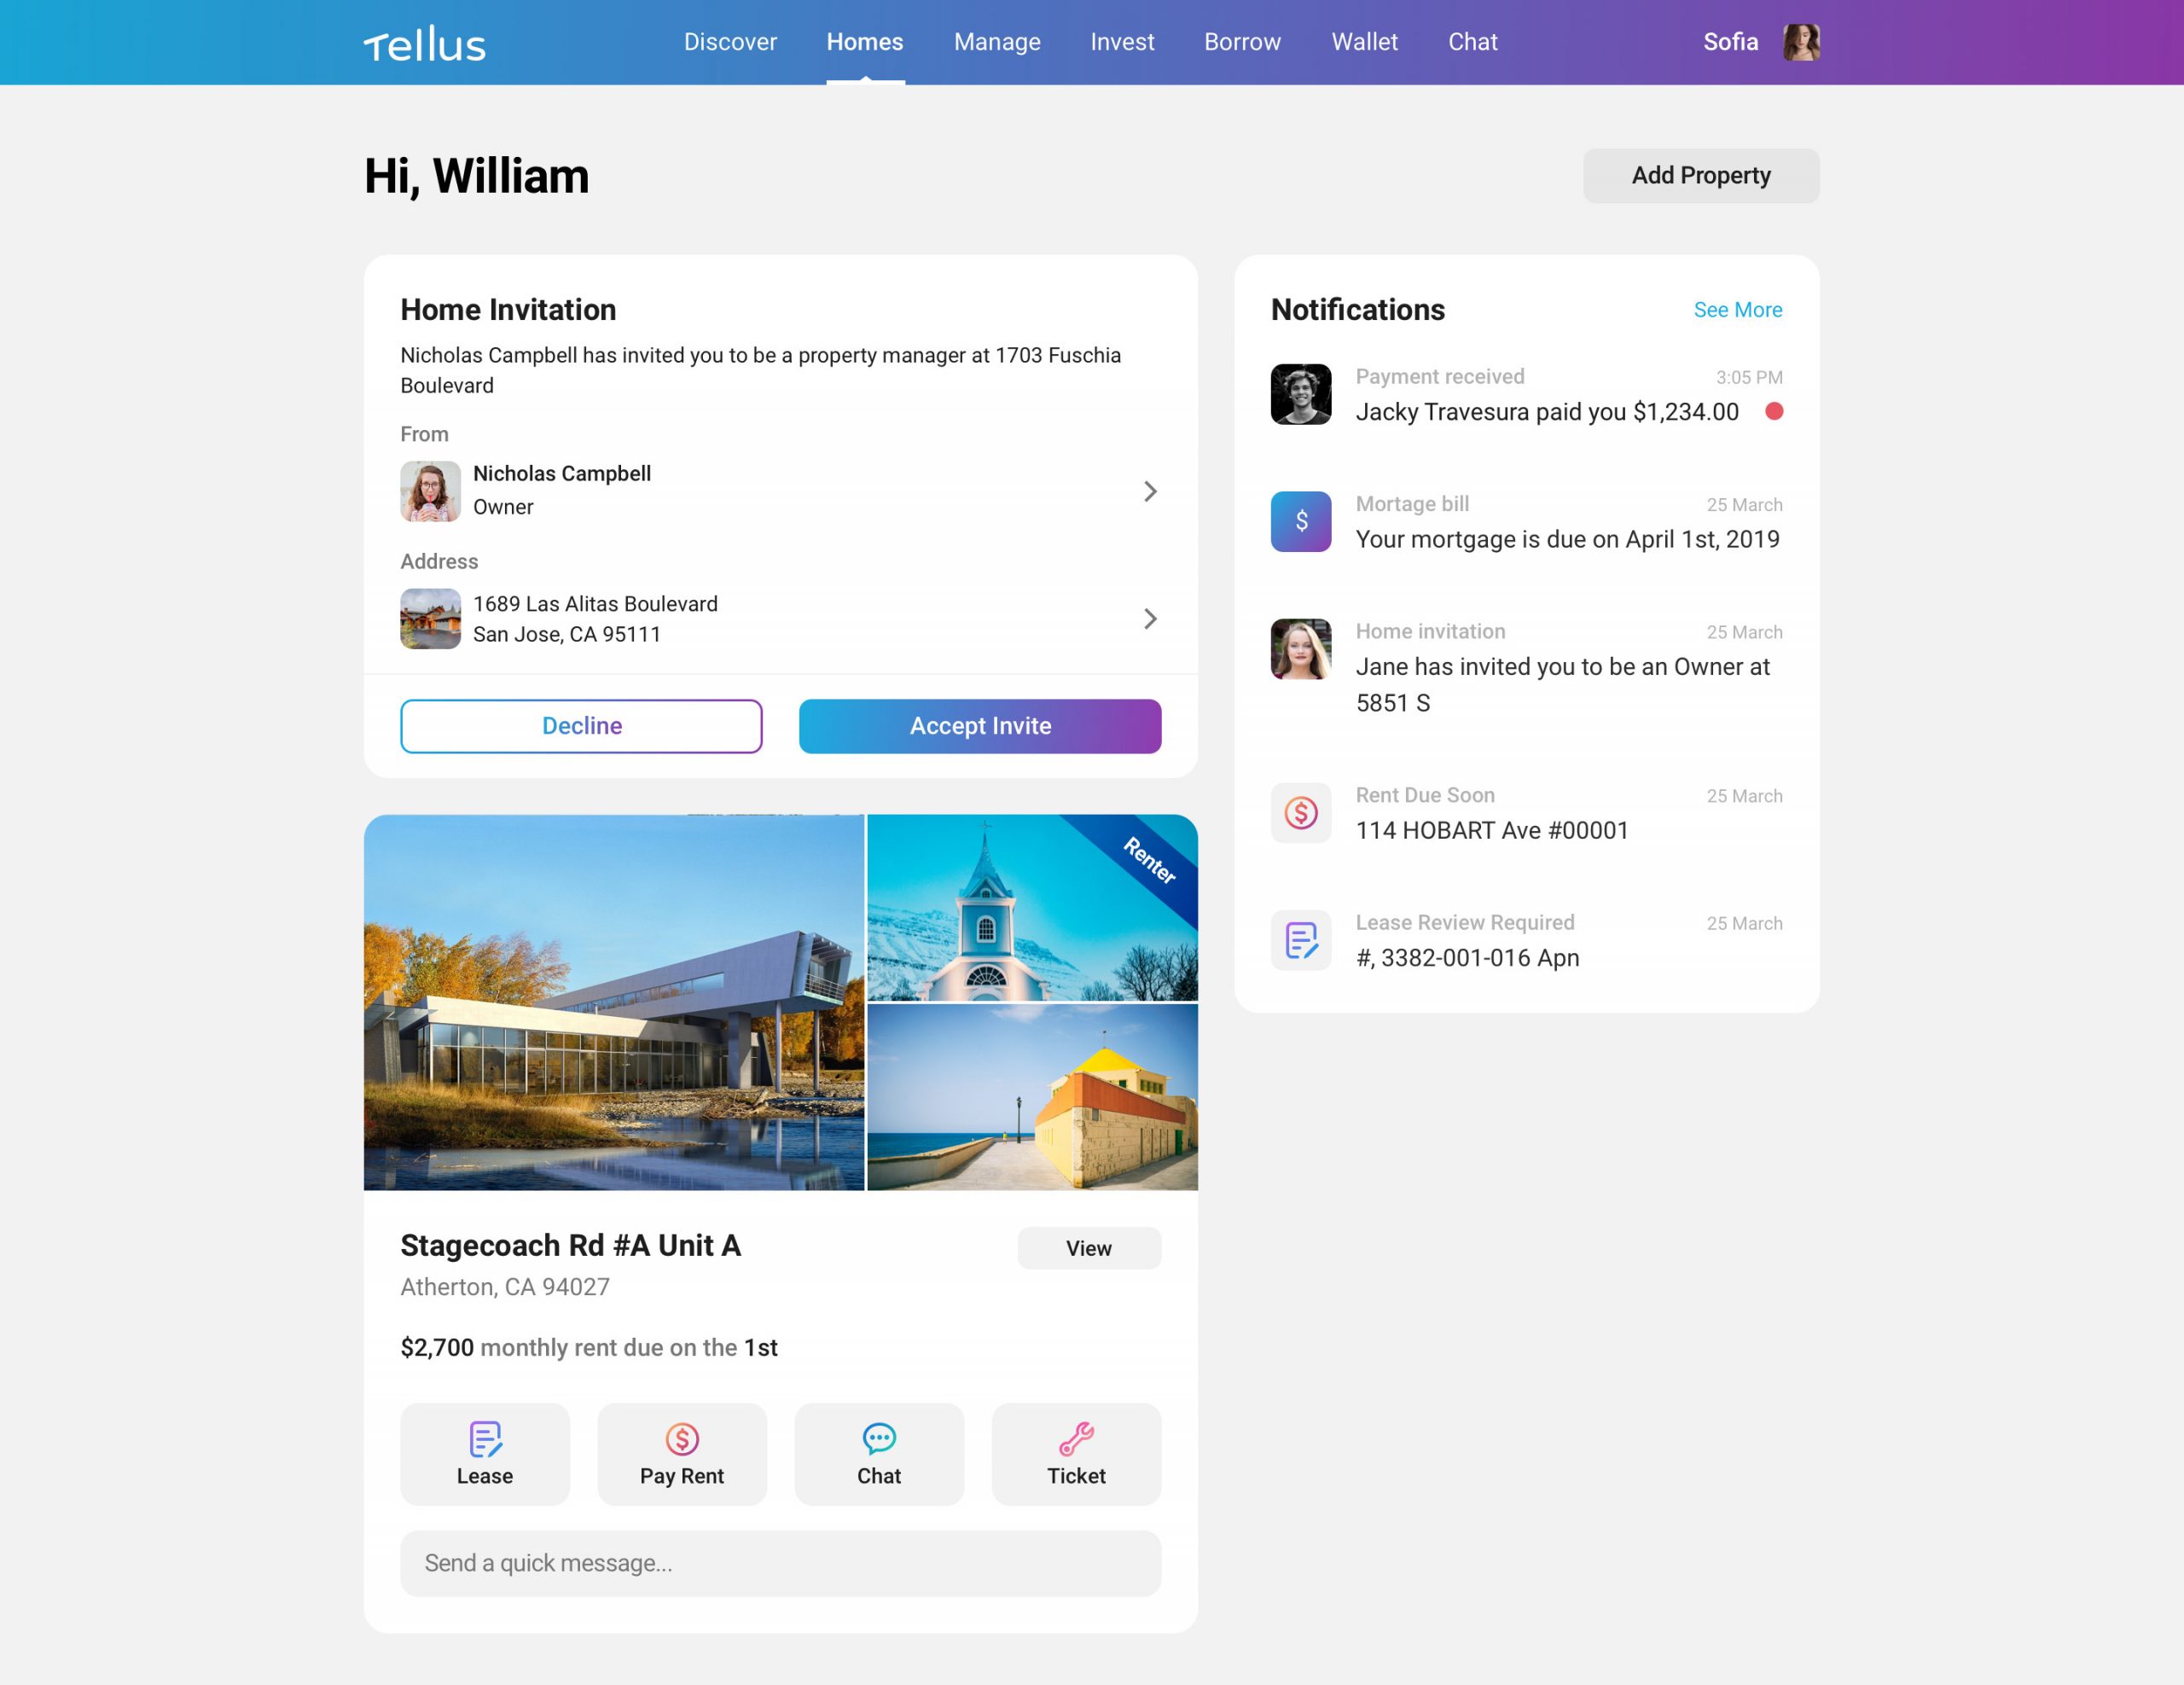 Tellus
Discover
Homes
Manage
Invest
Borrow
Wallet
Chat
Sofia
Hi, William
Add Property
Home Invitation
Nicholas Campbell has invited you to be a property manager at 1703 Fuschia
Boulevard
From
Nicholas Campbell
Owner
Address
1689 Las Alitas Boulevard
San Jose, CA 95111
Decline
Accept Invite
Renter
Stagecoach Rd #A Unit A
View
Atherton, CA 94027
$2,700 monthly rent due on the 1st
Lease
Pay Rent
Chat
Ticket
Send a quick message...
Notifications
See More
Payment received
3:05 PM
Jacky Travesura paid you $1,234.00
$
Mortage bill
25 March
Your mortgage is due on April 1st, 2019
Home invitation
25 March
Jane has invited you to be an Owner at
5851 S
Rent Due Soon
25 March
114 HOBART Ave #00001
Lease Review Required
25 March
#, 3382-001-016 Apn